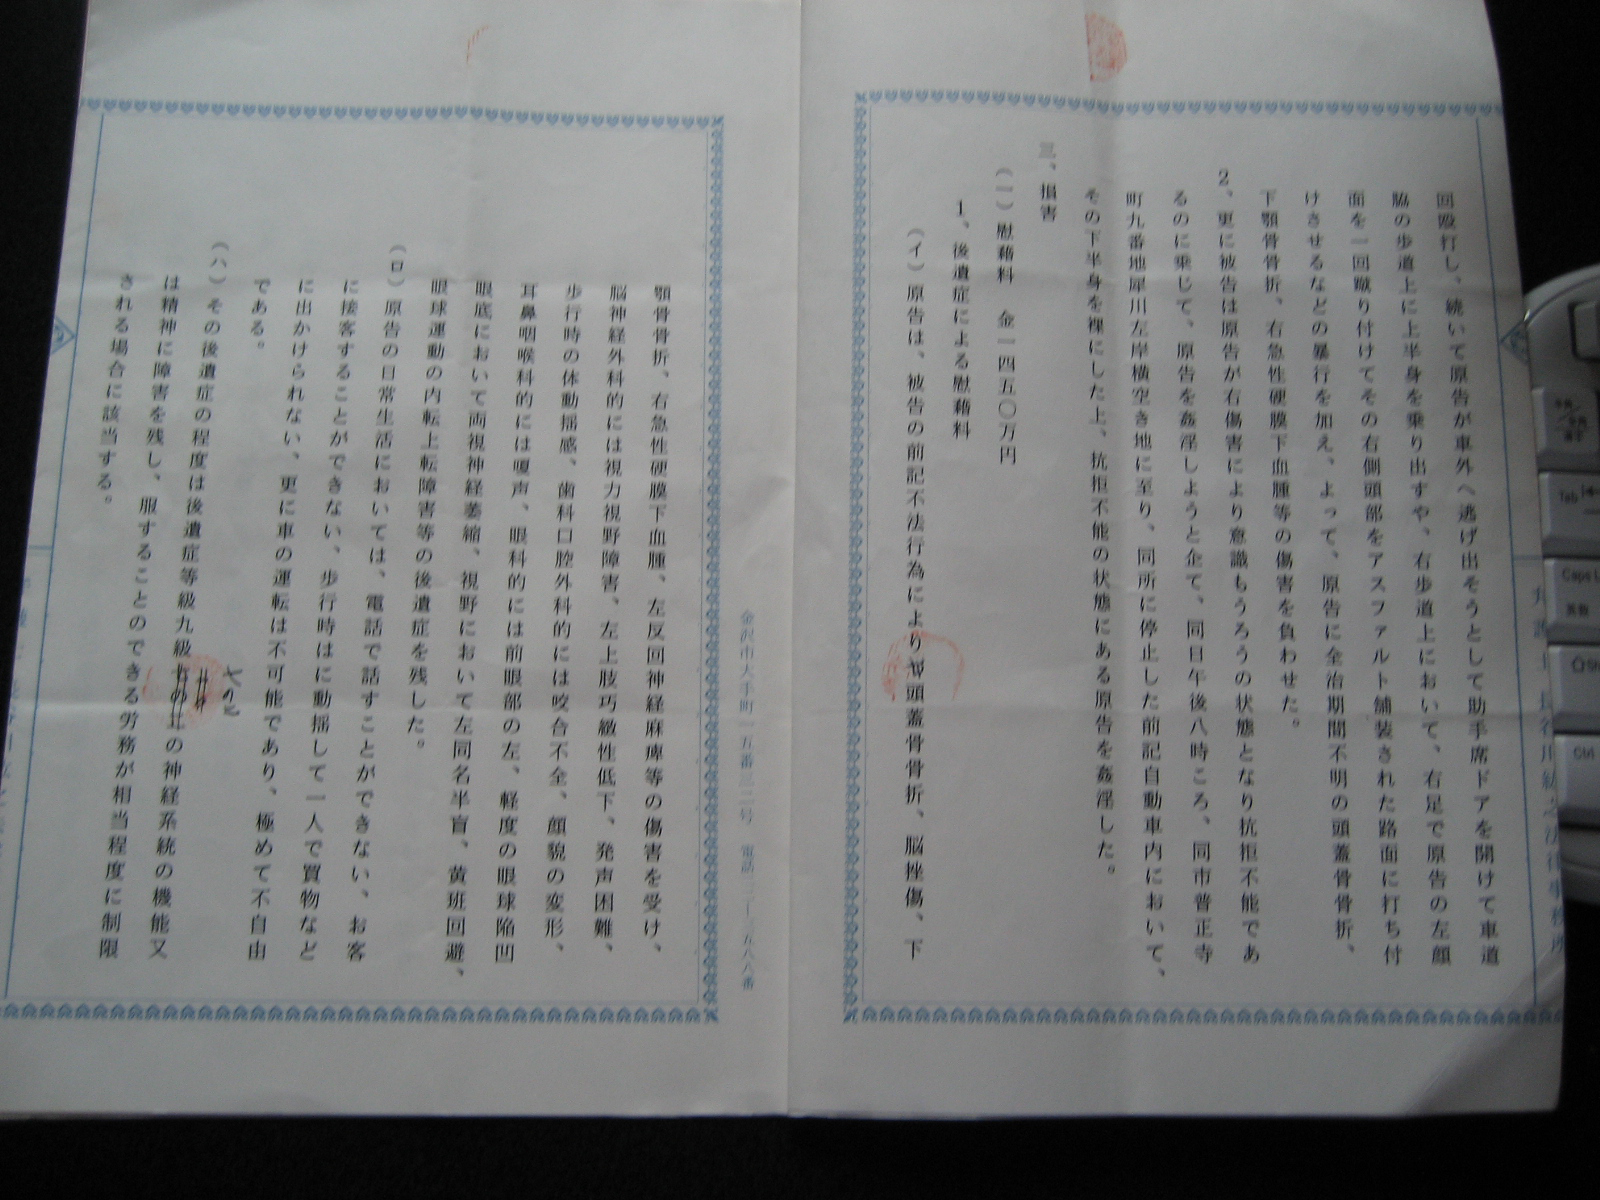 回殴打し、続いて原告が車外へ逃げ出そうとして助手席ドアを開けて車道
脇の歩道上に上半身を乗り出すや、右歩道上において、右足で原告の左顔
面を一回蹴り付けてその右側頭部をアスファルト舗装された路面に打ち付
けさせるなどの暴行を加え、よって、原告に全治期間不明の頭蓋骨骨折、
下顎骨骨折、右急性硬膜下血腫等の傷害を負わせた。
2、更に被告は原告が右傷害により意識もうろうの状態となり抗拒不能であ
るのに乗じて、原告を姦淫しようと企て、同日午後八時ころ、同市普正寺
町九番地犀川左岸横空き地に至り、同所に停止した前記自動車内において、
その下半身を裸にした上、抗拒不能の状態にある原告を姦淫した。
三、損害
(一)慰藉料 金一四五〇万円
1、後遺症による慰藉料
(イ)原告は、被告の前記不法行為により頭蓋骨骨折、脳挫傷、下
金沢市大手町一五番三二号 電話
顎骨骨折、右急性硬膜下血腫、左反回神経麻痺等の傷害を受け、
脳神経外科的には視力視野障害、左上肢巧緻性低下、発声困難、
歩行時の体動揺感、歯科口腔外科的には咬合不全、顔貌の変形、
耳鼻咽喉科的には嗄声、眼科的には前眼部の左、軽度の眼球陥凹
眼底において両視神経萎縮、視野において左同名半盲、黄斑回避、
眼球運動の内転上転障害等の後遺症を残した。
(ロ)原告の日常生活においては、電話で話すことができない、お客
に接客することができない、歩行時はに動揺して一人で買物など
に出かけられない、更に車の運転は不可能であり、極めて不自由
である。
(ハ)その後遺症の程度は後遺症等級九級
は精神に障害を残し、服することのできる労務が相当程度に制限
の神経系統の機能又
される場合に該当する。
Tab
Caps L
英数
Ctrl